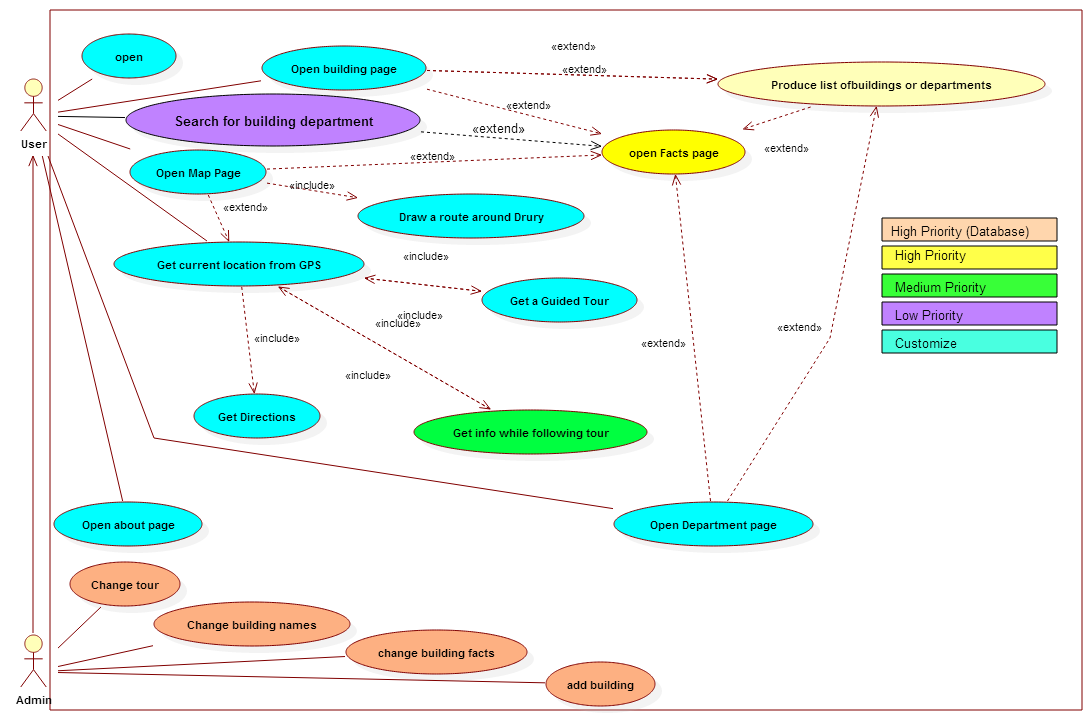 «extend»
open
Open building page
«extend»
Produce list ofbuildings or departments
«extend»
Search for building department
«extend»
User
«extend»
open Facts page
«extend»
Open Map Page
«include»
«extend»
Draw a route around Drury
High Priority (Database)
Get current location from GPS
«include»
High Priority
Medium Priority
Get a Guided Tour
Low Priority
«include»
«include»
«extend»
«include»
«extend»
Customize
«include»
Get Directions
Get info while following tour
Open about page
Open Department page
Change tour
Change building names
change building facts
add building
Admin